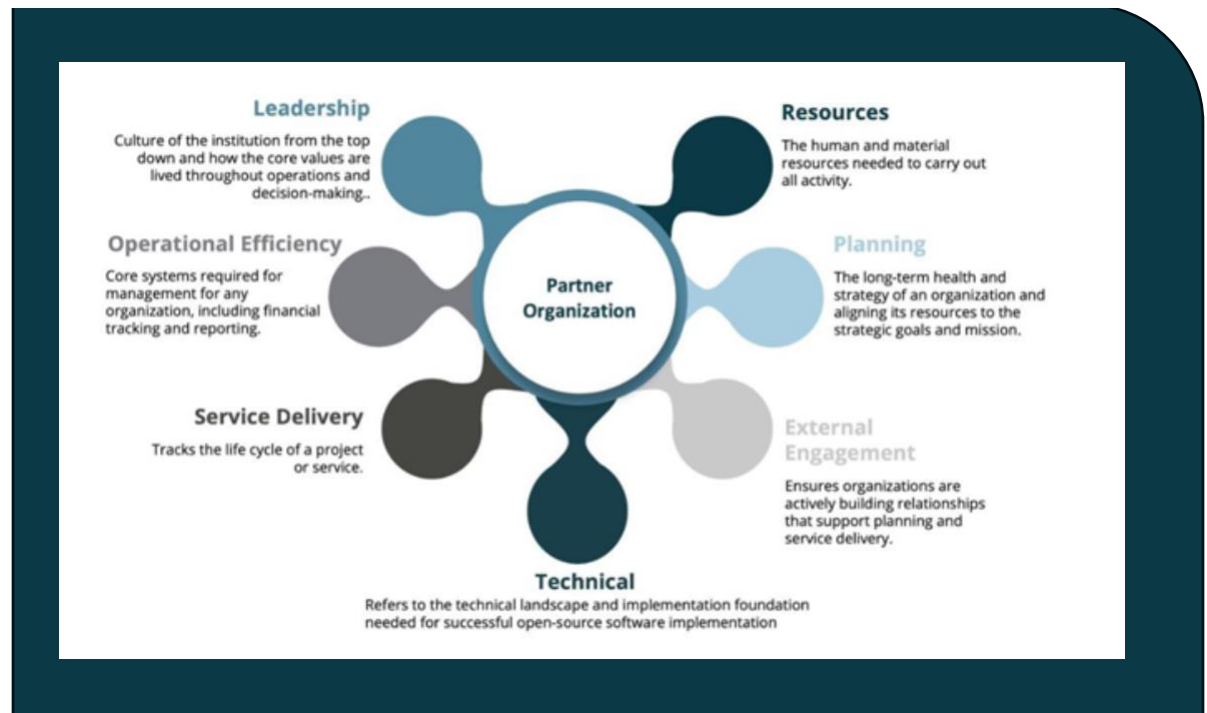 Leadership
Culture of the institution from the top
down and how the core values are
lived throughout operations and
decision-making..
Operational Efficiency
Core systems required for
management for any
organization, including financial
tracking and reporting.
Service Delivery
Tracks the life cycle of a project
or service.
Partner
Organization
Resources
The human and material
resources needed to carry out
all activity.
Planning
The long-term health and
strategy of an organization and
aligning its resources to the
strategic goals and mission.
External
Engagement
Ensures organizations are
actively building relationships
that support planning and
service delivery.
Technical
Refers to the technical landscape and implementation foundation
needed for successful open-source software implementation